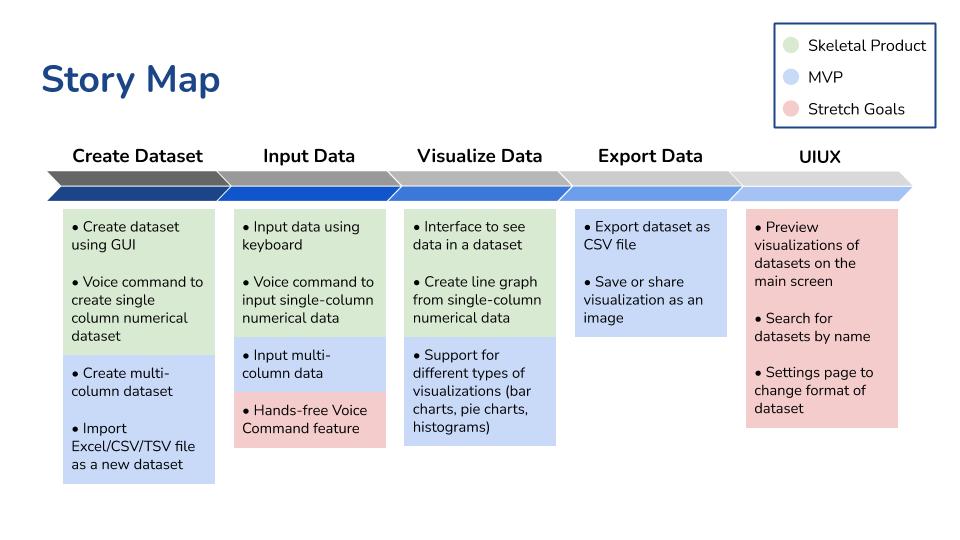 Skeletal Product
MVP
Stretch Goals
Story Map
Create Dataset
Input Data
Visualize Data
Export Data
UIUX
• Create dataset
using GUI
• Voice command to
create single
column numerical
dataset
• Create multi-
column dataset
• Import
Excel/CSV/TSV file
as a new dataset
• Input data using
keyboard
• Voice command to
input single-column
numerical data
• Input multi-
column data
• Hands-free Voice
Command feature
• Interface to see
data in a dataset
• Create line graph
from single-column
numerical data
• Support for
different types of
visualizations (bar
charts, pie charts,
histograms)
• Export dataset as
CSV file
• Save or share
visualization as an
image
• Preview
visualizations of
datasets on the
main screen
• Search for
datasets by name
• Settings page to
change format of
dataset